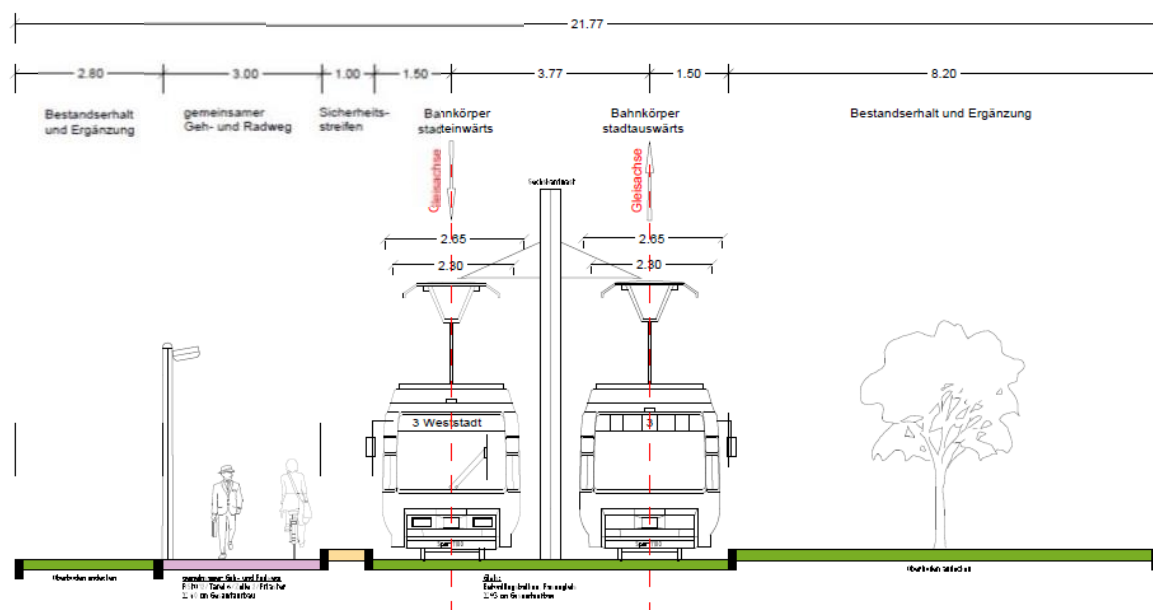 21.77
2.80 3.00 1.00 1.50 3.77 1.50 8.20
Bestandserhalt
und Ergänzung
gemeinsamer
Geh- und Radweg
Sicherheits-
streifen
Bahnkörper
stadteinwärts
Bahnkörper
stadtauswärts
Bestandserhalt und Ergänzung
Gleisachse
Gleisachse
2.65
2.65
2.30
2.30
3 Weststadt
3